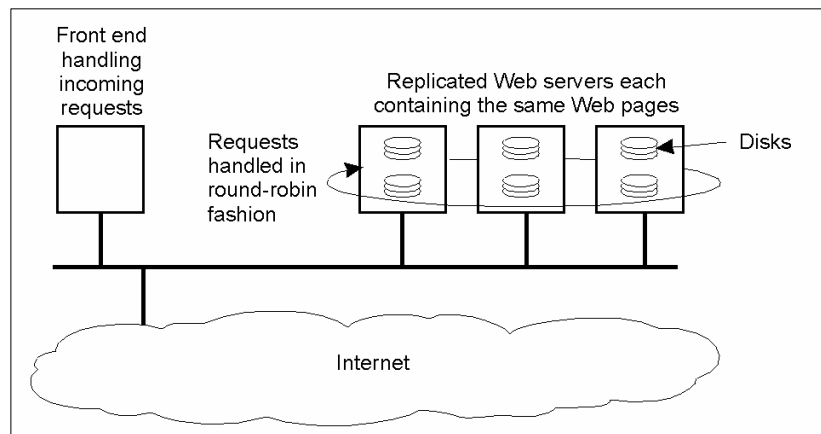 Front end
handling
incoming
requests
Replicated Web servers each
containing the same Web pages
Requests
handled in
round-robin
fashion
Disks
Internet